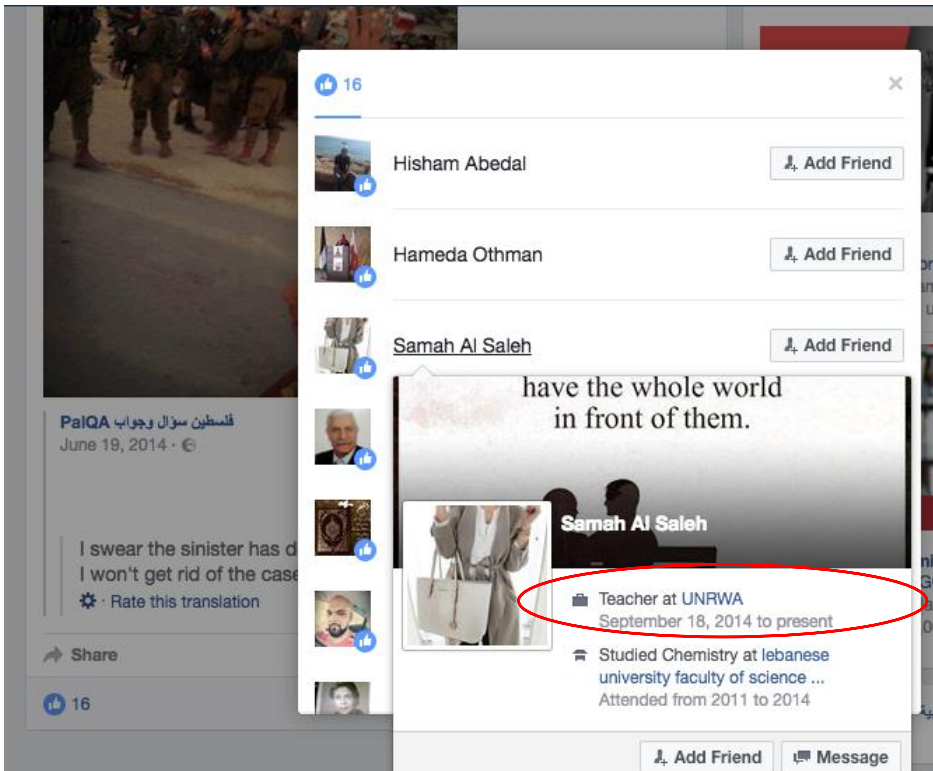 16
Hisham Abedal
Add Friend
Hameda Othman
Add Friend
Samah Al Saleh
Add Friend
have the whole world
in front of them.
Samah Al Saleh
Teacher at UNRWA
September 18, 2014 to present
Studied Chemistry at lebanese
university faculty of science ...
Attended from 2011 to 2014
Add Friend
Message
فلسطين سؤال وجواب PalQA
June 19, 2014 ·
I swear the sinister has d
I won't get rid of the case
· Rate this translation
Share
16